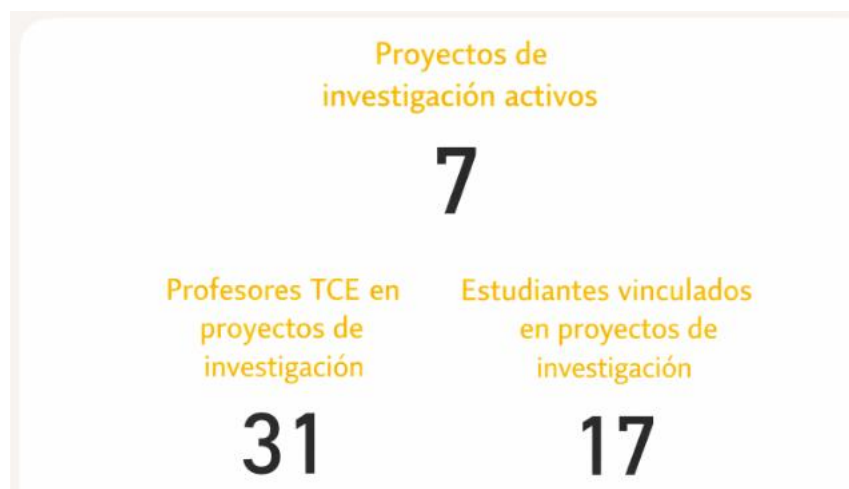 Proyectos de
investigación activos
7
Profesores TCE en
proyectos de
investigación
31
Estudiantes vinculados
en proyectos de
investigación
17